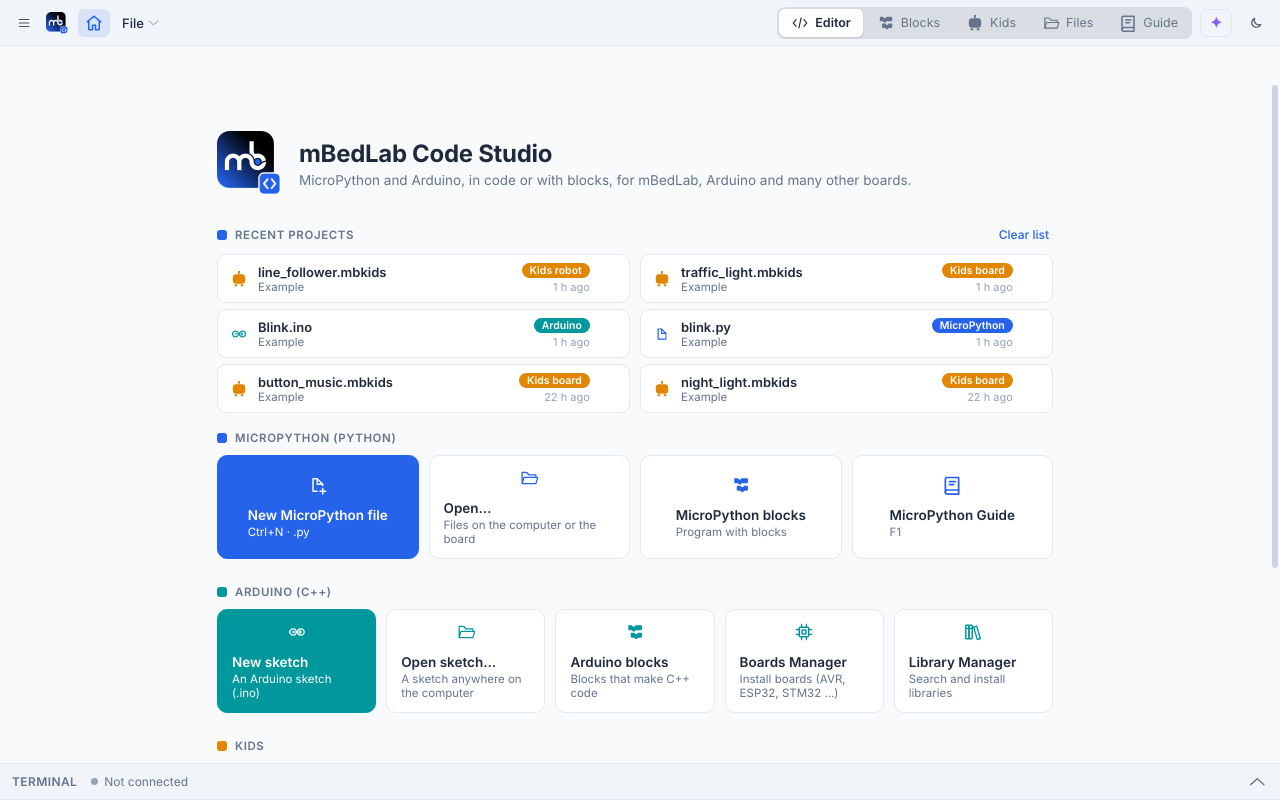 File
Editor
Blocks
Kids
Files
Guide
mBedLab Code Studio
MicroPython and Arduino, in code or with blocks, for mBedLab, Arduino and many other boards.
RECENT PROJECTS
Clear list
line_follower.mbkids
Kids robot
Example
1 h ago
traffic_light.mbkids
Kids board
Example
1 h ago
Blink.ino
Arduino
Example
1 h ago
blink.py
MicroPython
Example
1 h ago
button_music.mbkids
Kids board
Example
22 h ago
night_light.mbkids
Kids board
Example
22 h ago
MICROPYTHON (PYTHON)
New MicroPython file
Ctrl+N · .py
Open...
Files on the computer or the
board
MicroPython blocks
Program with blocks
MicroPython Guide
F1
ARDUINO (C++)
New sketch
An Arduino sketch
(.ino)
Open sketch...
A sketch anywhere on
the computer
Arduino blocks
Blocks that make C++
code
Boards Manager
Install boards (AVR,
ESP32, STM32 ...)
Library Manager
Search and install
libraries
KIDS
TERMINAL
Not connected